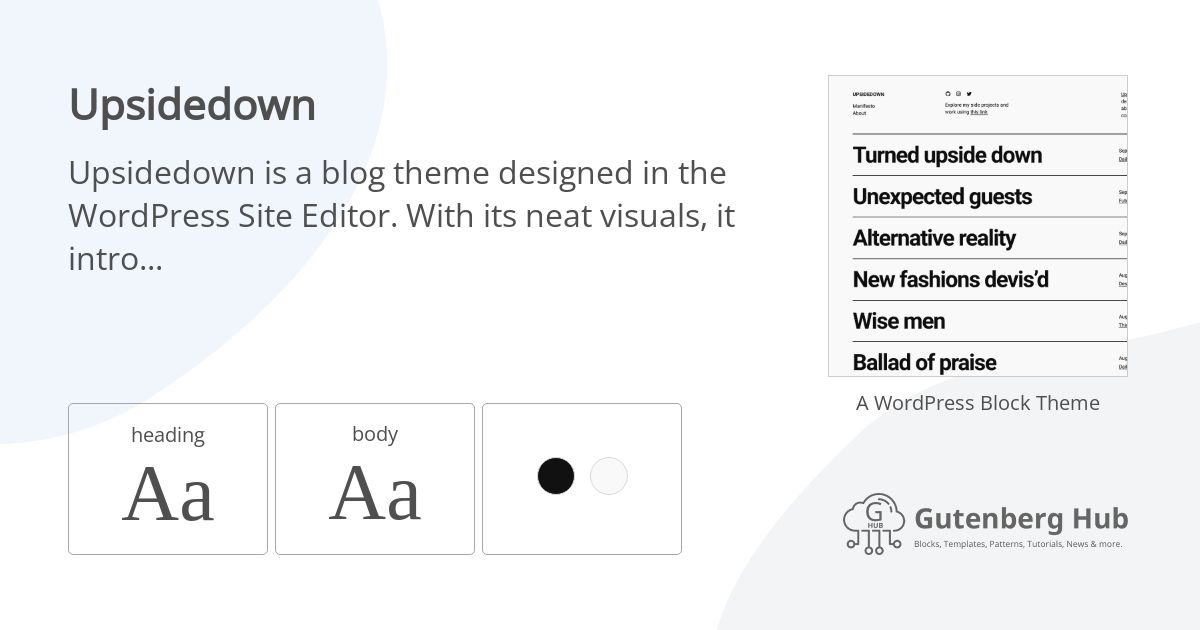 Upsidedown
Upsidedown is a blog theme designed in the
WordPress Site Editor. With its neat visuals, it
intro...
heading
Aa
body
Aa
UPSIDEDOWN
Manifesto
About
Explore my side projects and
work using this link
Turned upside down
Unexpected guests
Alternative reality
New fashions devis’d
Wise men
Ballad of praise
A WordPress Block Theme
G
HUB
Gutenberg Hub
Blocks, Templates, Patterns, Tutorials, News & more.